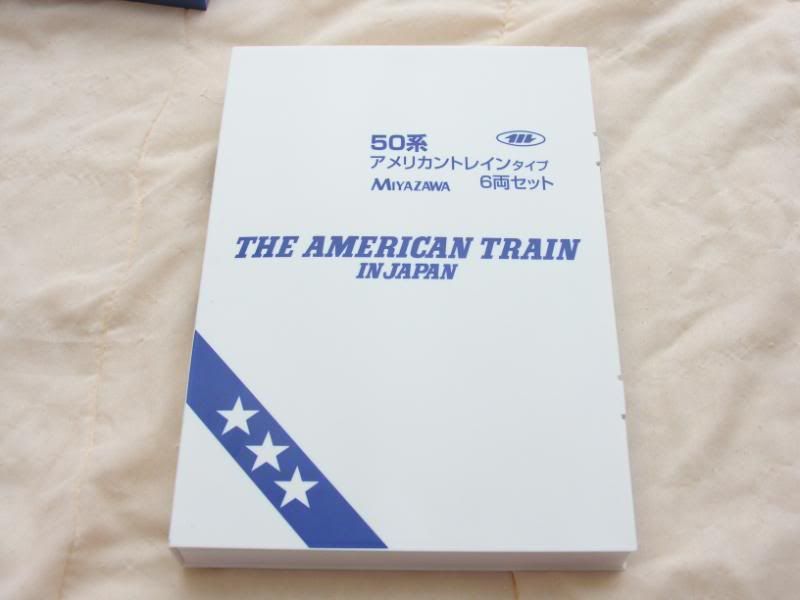 50系
アメリカントレインタイプ
MIYAZAWA 6両セット
THE AMERICAN TRAIN
IN JAPAN